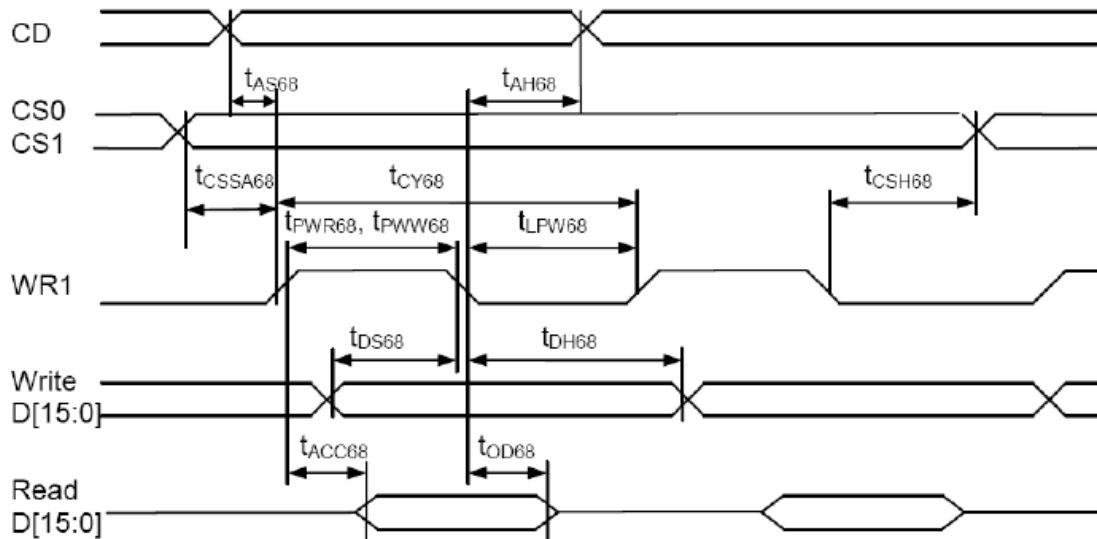 CD
tAS68 tAH68
CS0
CS1
tCSSA68 tCY68 tCSH68
tPWR68, tPWW68 tLPW68
WR1
tDS68 tDH68
Write
D[15:0]
tACC68 tOD68
Read
D[15:0]